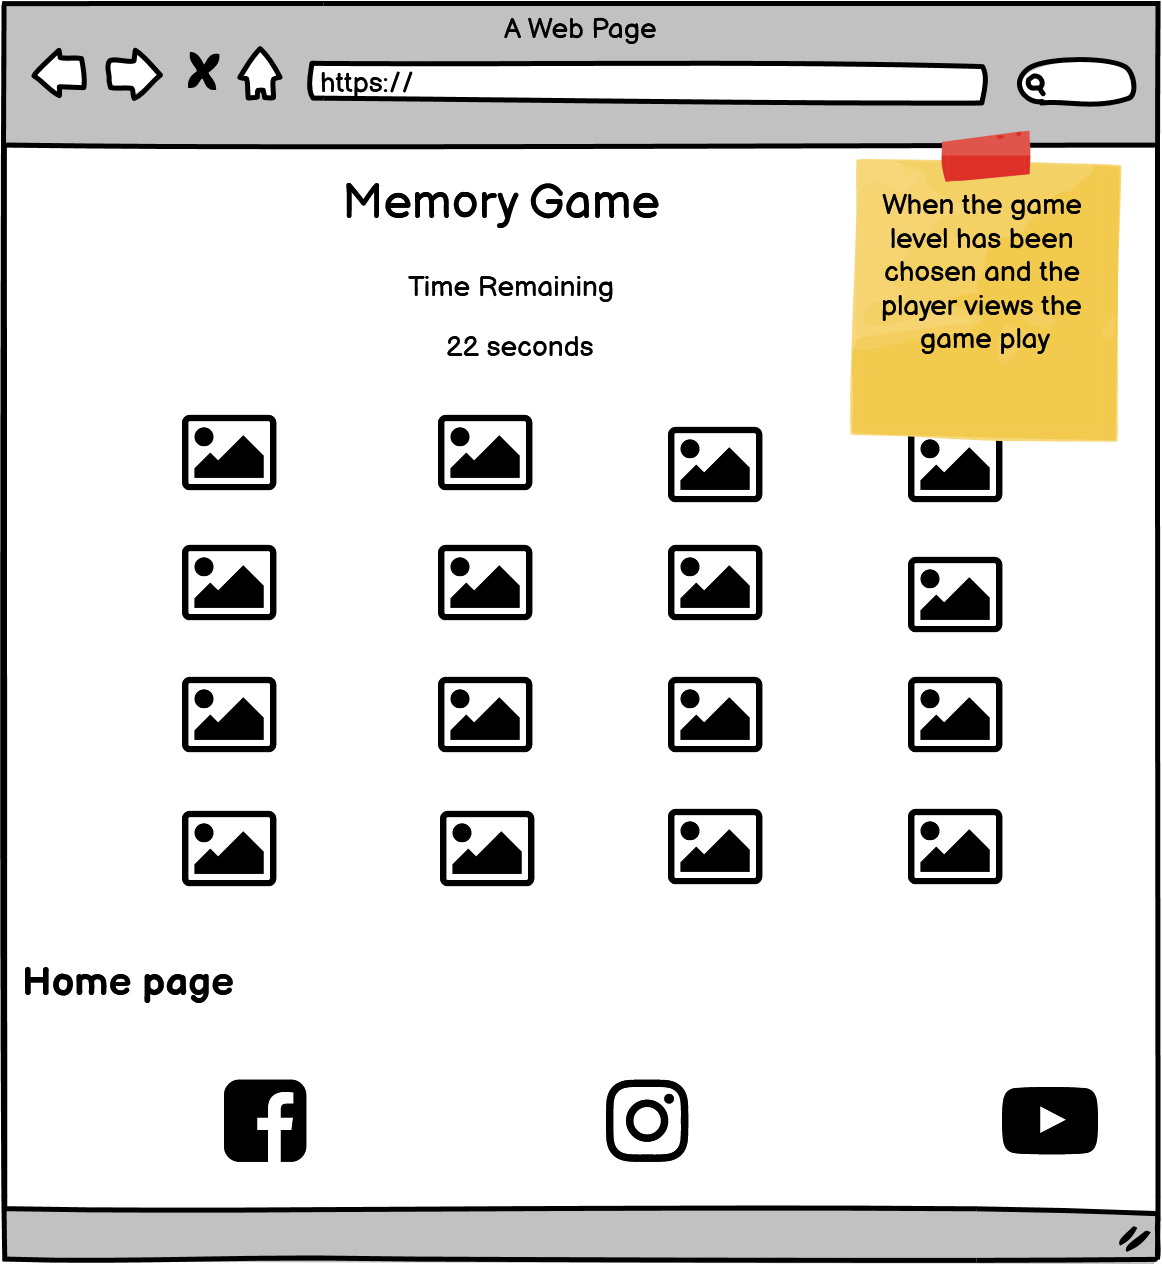 A Web Page
https://
Memory Game
When the game
level has been
chosen and the
player views the
game play
Time Remaining
22 seconds
Home page